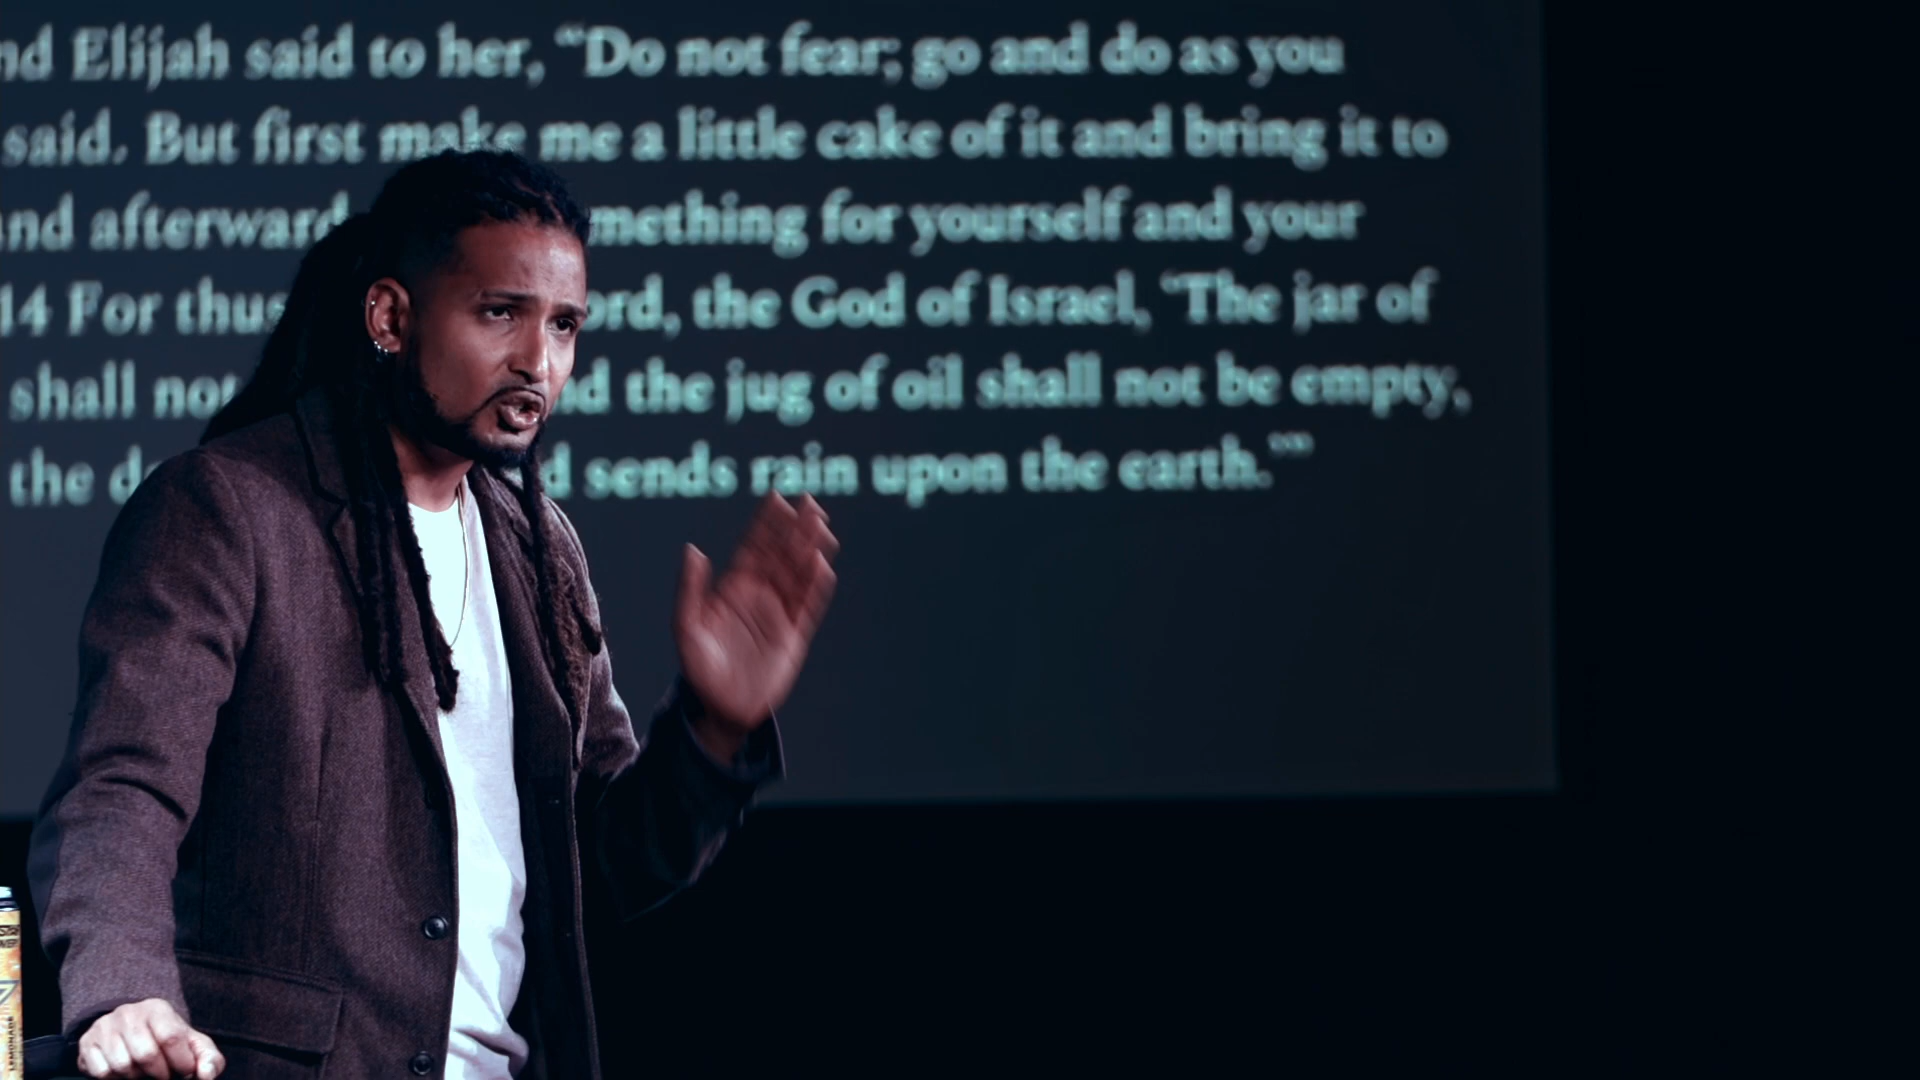 nd Elijah said to her, “Do not fear; go and do as you
said. But first make me a little cake of it and bring it to
nd afterward mething for yourself and your
14 For thus ord, the God of Israel, ‘The jar of
shall not d the jug of oil shall not be empty,
the d d sends rain upon the earth.’”
LEMONADE